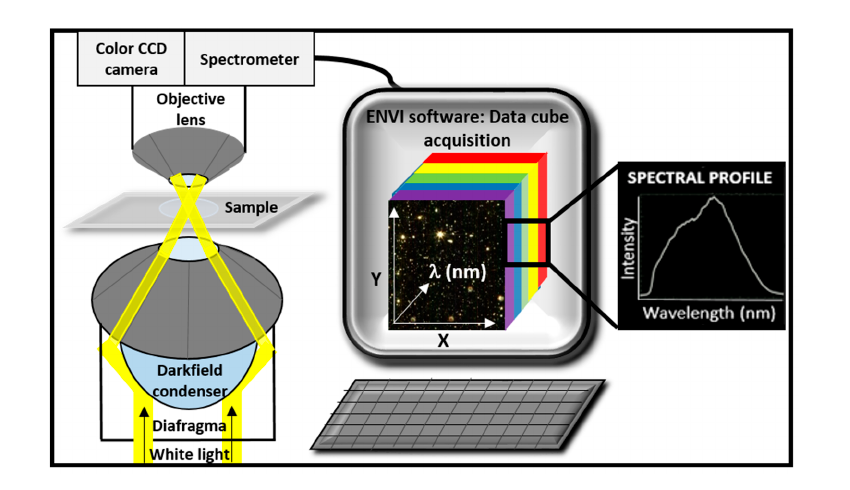 Color CCD
camera
Spectrometer
Objective
lens
Sample
Darkfield
condenser
Diafragma
White light
ENVI software: Data cube
acquisition
Y
λ (nm)
X
SPECTRAL PROFILE
Intensity
Wavelength (nm)